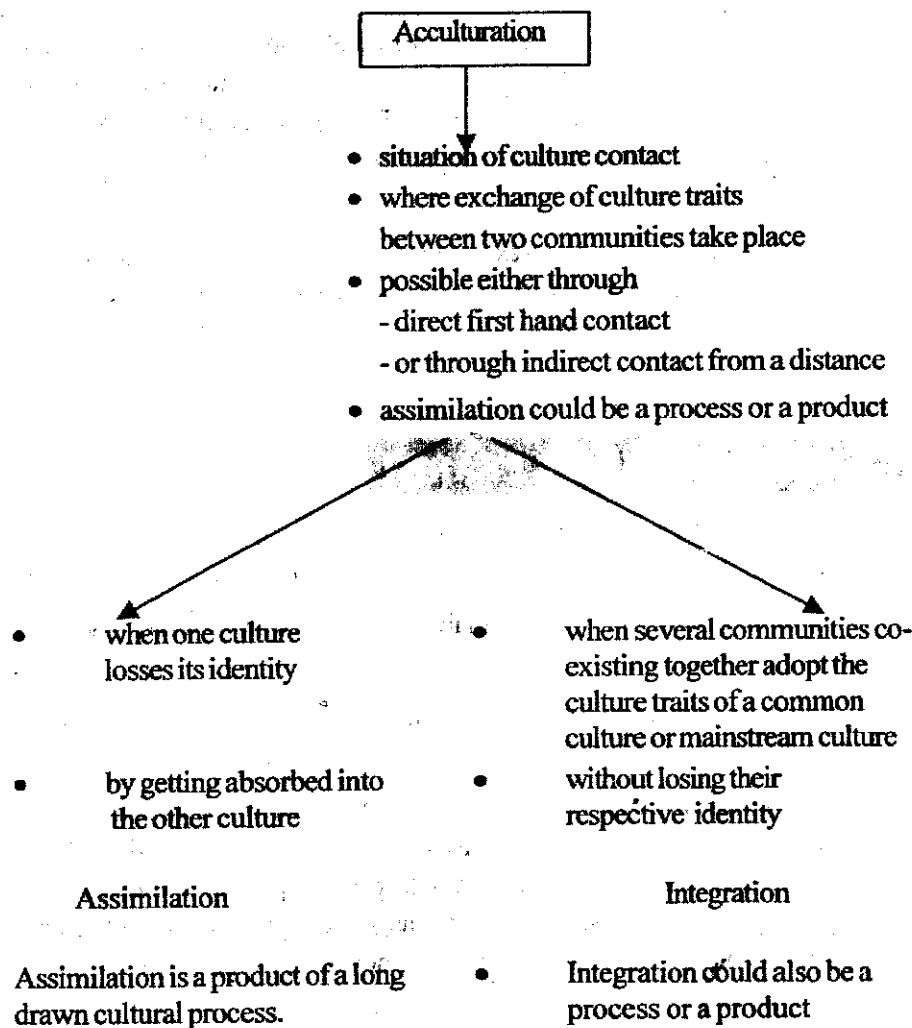 Acculturation
• situation of culture contact
• where exchange of culture traits
between two communities take place
• possible either through
- direct first hand contact
- or through indirect contact from a distance
• assimilation could be a process or a product
• when one culture
losses its identity
• by getting absorbed into
the other culture
Assimilation
Assimilation is a product of a long
drawn cultural process.
• when several communities co-
existing together adopt the
culture traits of a common
culture or mainstream culture
• without losing their
respective identity
Integration
• Integration could also be a
process or a product